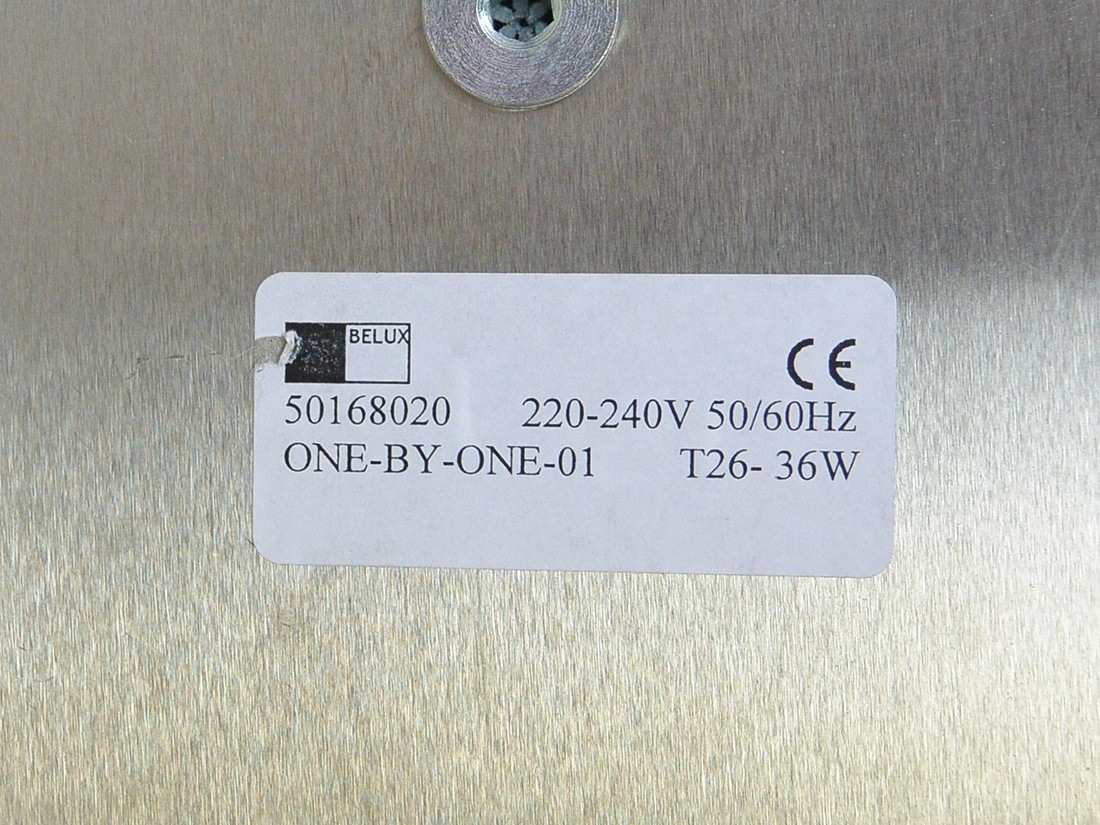 BELUX
CE
50168020 220-240V 50/60Hz
ONE-BY-ONE-01 T26- 36W